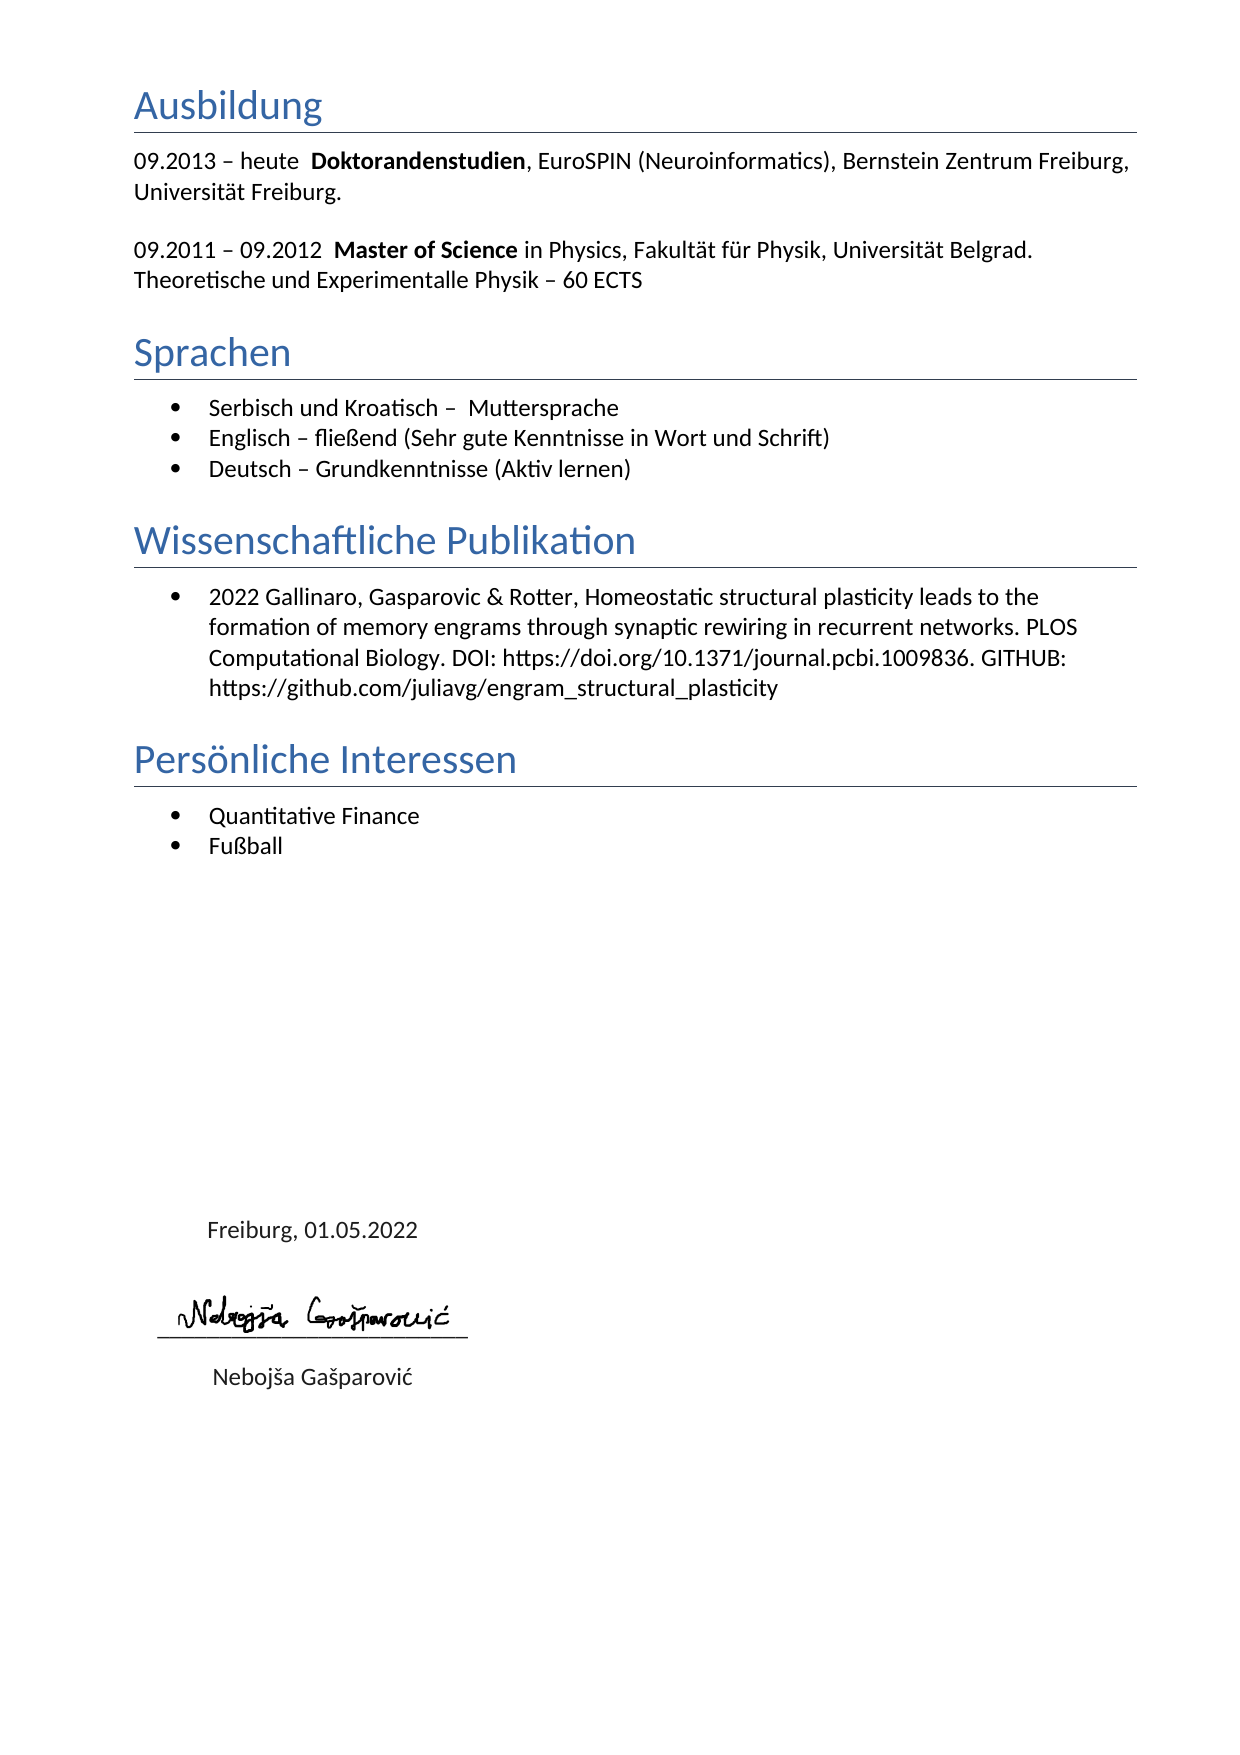 Ausbildung
09.2013 – heute  Doktorandenstudien, EuroSPIN (Neuroinformatics), Bernstein Zentrum Freiburg,
Universität Freiburg.
09.2011 – 09.2012  Master of Science in Physics, Fakultät für Physik, Universität Belgrad.
Theoretische und Experimentalle Physik – 60 ECTS
Sprachen
• Serbisch und Kroatisch –  Muttersprache
• Englisch – fließend (Sehr gute Kenntnisse in Wort und Schrift)
• Deutsch – Grundkenntnisse (Aktiv lernen)
Wissenschaftliche Publikation
• 2022 Gallinaro, Gasparovic & Rotter, Homeostatic structural plasticity leads to the
formation of memory engrams through synaptic rewiring in recurrent networks. PLOS
Computational Biology. DOI: https://doi.org/10.1371/journal.pcbi.1009836. GITHUB:
https://github.com/juliavg/engram_structural_plasticity
Persönliche Interessen
• Quantitative Finance
• Fußball
Freiburg, 01.05.2022
Nebojša Gašparović
Nebojša Gašparović